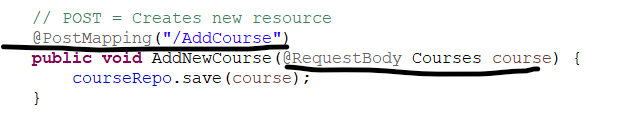 // POST = Creates new resource
@PostMapping("/AddCourse")
public void AddNewCourse(@RequestBody Courses course) {
courseRepo.save(course);
}